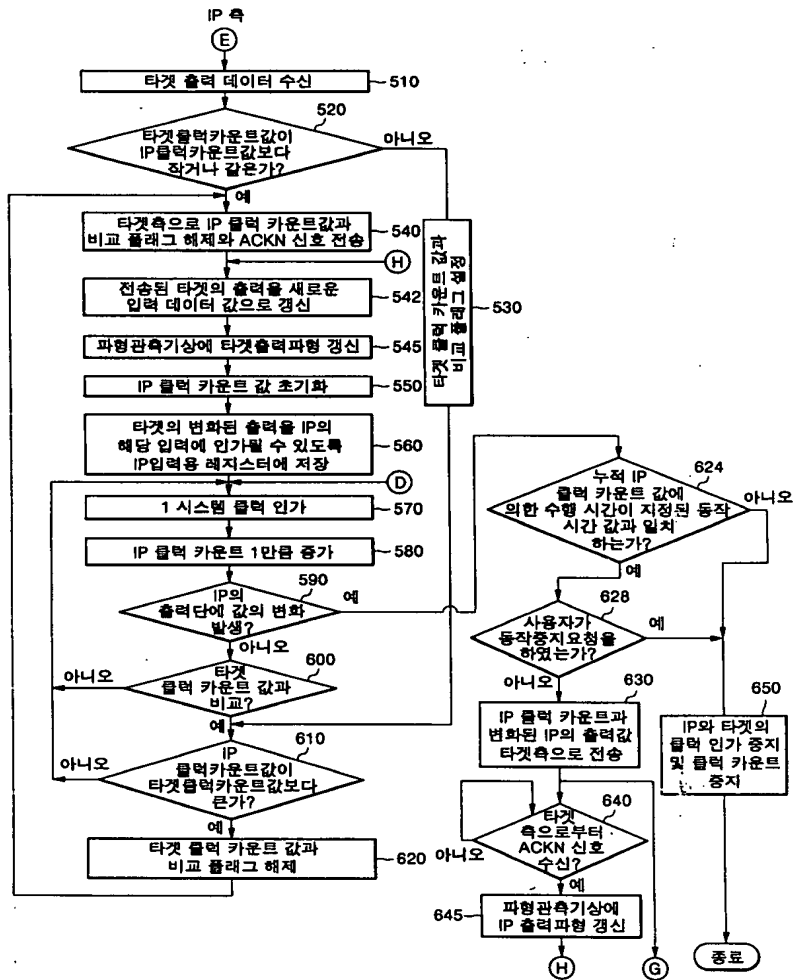 IP 측
E
타겟 출력 데이터 수신
510
520
타겟클럭카운트값이
IP클럭카운트값보다
작거나 같은가?
아니오
예
타겟측으로 IP 클럭 카운트값과
비교 플래그 해제와 ACKN 신호 전송
540
H
전송된 타겟의 출력을 새로운
입력 데이터 값으로 갱신
542
타겟 클럭 카운트 값과
비교 플래그 설정
530
파형관측기상에 타겟출력파형 갱신
545
IP 클럭 카운트 값 초기화
550
타겟의 변화된 출력을 IP의
해당 입력에 인가될 수 있도록
IP입력용 레지스터에 저장
560
D
1 시스템 클럭 인가
570
IP 클럭 카운트 1만큼 증가
580
590
IP의
출력단에 값의 변화
발생?
예
아니오
600
타겟
클럭 카운트 값과
비교?
아니오
예
610
IP
클럭카운트값이
타겟클럭카운트값보다
큰가?
아니오
예
타겟 클럭 카운트 값과
비교 플래그 해제
620
624
누적 IP
클럭 카운트 값에
의한 수행 시간이 지정된 동작
시간 값과 일치
하는가?
아니오
예
628
사용자가
동작중지요청을
하였는가?
예
아니오
630
IP 클럭 카운트과
변화된 IP의 출력값
타겟측으로 전송
650
IP와 타겟의
클럭 인가 중지
및 클럭 카운트
중지
640
타겟
측으로부터
ACKN 신호
수신?
아니오
예
645
파형관측기상에
IP 출력파형 갱신
H
G
종료